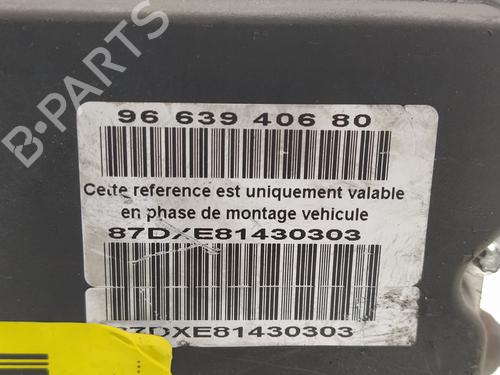 96 639 406 80
Cette reference est uniquement valable
en phase de montage vehicule
87DXE81430303
87DXE81430303
B-Parts